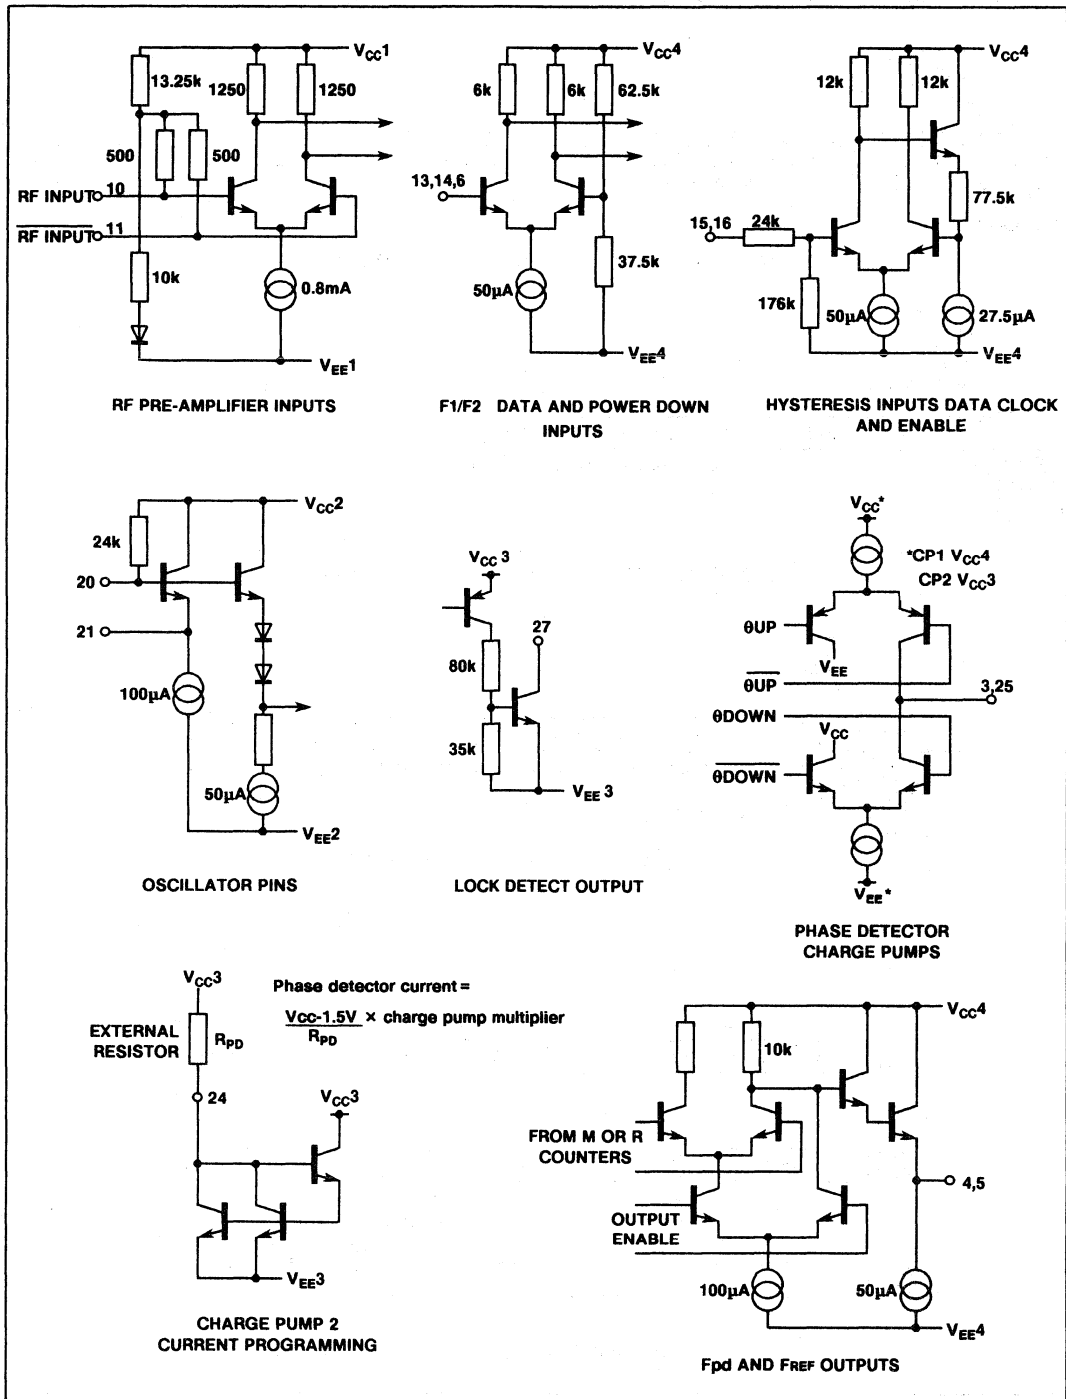 VCC1
13.25k
1250
1250
500
500
RF INPUT
10
RF INPUT
11
10k
0.8mA
VEE1
RF PRE-AMPLIFIER INPUTS
VCC4
6k
6k
62.5k
13,14,6
37.5k
50µA
VEE4
F1/F2 DATA AND POWER DOWN
INPUTS
VCC4
12k
12k
77.5k
15,16
24k
176k
50µA
27.5µA
VEE4
HYSTERESIS INPUTS DATA CLOCK
AND ENABLE
VCC2
24k
20
21
100µA
50µA
VEE2
OSCILLATOR PINS
VCC 3
27
80k
35k
VEE 3
LOCK DETECT OUTPUT
VCC*
*CP1 VCC4
CP2 VCC3
θUP
VEE
θUP
3,25
θDOWN
VCC
θDOWN
VEE*
PHASE DETECTOR
CHARGE PUMPS
VCC3
EXTERNAL
RESISTOR
RPD
24
VCC3
VEE3
CHARGE PUMP 2
CURRENT PROGRAMMING
Phase detector current =
VCC-1.5V × charge pump multiplier
RPD
VCC4
10k
FROM M OR R
COUNTERS
4,5
OUTPUT
ENABLE
100µA
50µA
VEE4
Fpd AND FREF OUTPUTS